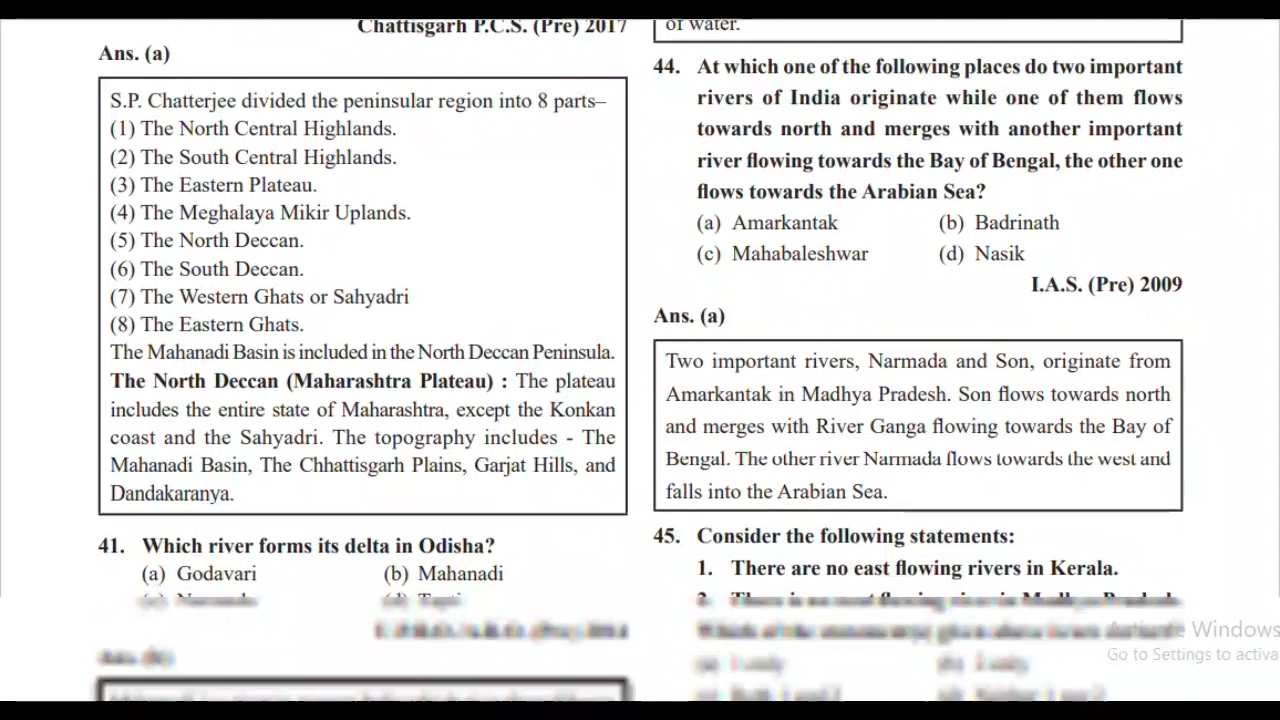 Chattisgarh P.C.S. (Pre) 2017
Ans. (a)
S.P. Chatterjee divided the peninsular region into 8 parts–
(1) The North Central Highlands.
(2) The South Central Highlands.
(3) The Eastern Plateau.
(4) The Meghalaya Mikir Uplands.
(5) The North Deccan.
(6) The South Deccan.
(7) The Western Ghats or Sahyadri
(8) The Eastern Ghats.
The Mahanadi Basin is included in the North Deccan Peninsula.
The North Deccan (Maharashtra Plateau) : The plateau
includes the entire state of Maharashtra, except the Konkan
coast and the Sahyadri. The topography includes - The
Mahanadi Basin, The Chhattisgarh Plains, Garjat Hills, and
Dandakaranya.
41. Which river forms its delta in Odisha?
(a) Godavari (b) Mahanadi
of water.
44. At which one of the following places do two important
rivers of India originate while one of them flows
towards north and merges with another important
river flowing towards the Bay of Bengal, the other one
flows towards the Arabian Sea?
(a) Amarkantak (b) Badrinath
(c) Mahabaleshwar (d) Nasik
I.A.S. (Pre) 2009
Ans. (a)
Two important rivers, Narmada and Son, originate from
Amarkantak in Madhya Pradesh. Son flows towards north
and merges with River Ganga flowing towards the Bay of
Bengal. The other river Narmada flows towards the west and
falls into the Arabian Sea.
45. Consider the following statements:
1. There are no east flowing rivers in Kerala.
Activate Windows
Go to Settings to activa